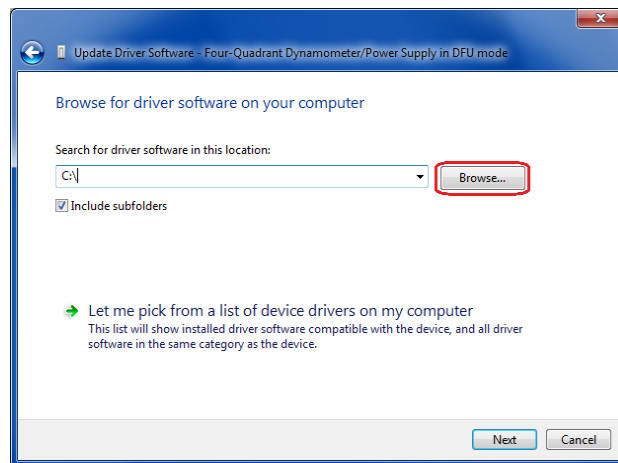 Update Driver Software - Four-Quadrant Dynamometer/Power Supply in DFU mode
Browse for driver software on your computer
Search for driver software in this location:
C:\
Browse...
Include subfolders
Let me pick from a list of device drivers on my computer
This list will show installed driver software compatible with the device, and all driver
software in the same category as the device.
Next
Cancel